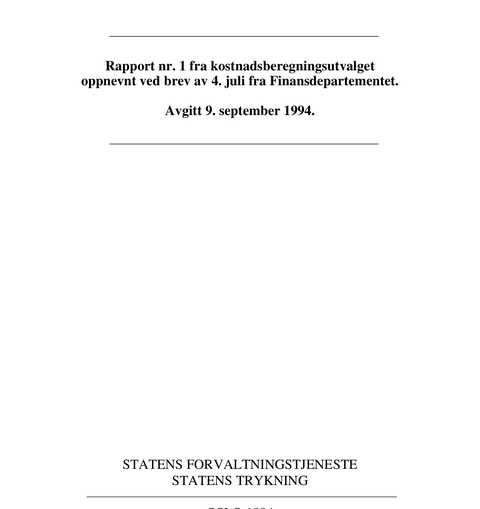 Rapport nr. 1 fra kostnadsberegningsutvalget
oppnevnt ved brev av 4. juli fra Finansdepartementet.
Avgitt 9. september 1994.
STATENS FORVALTNINGSTJENESTE
STATENS TRYKNING